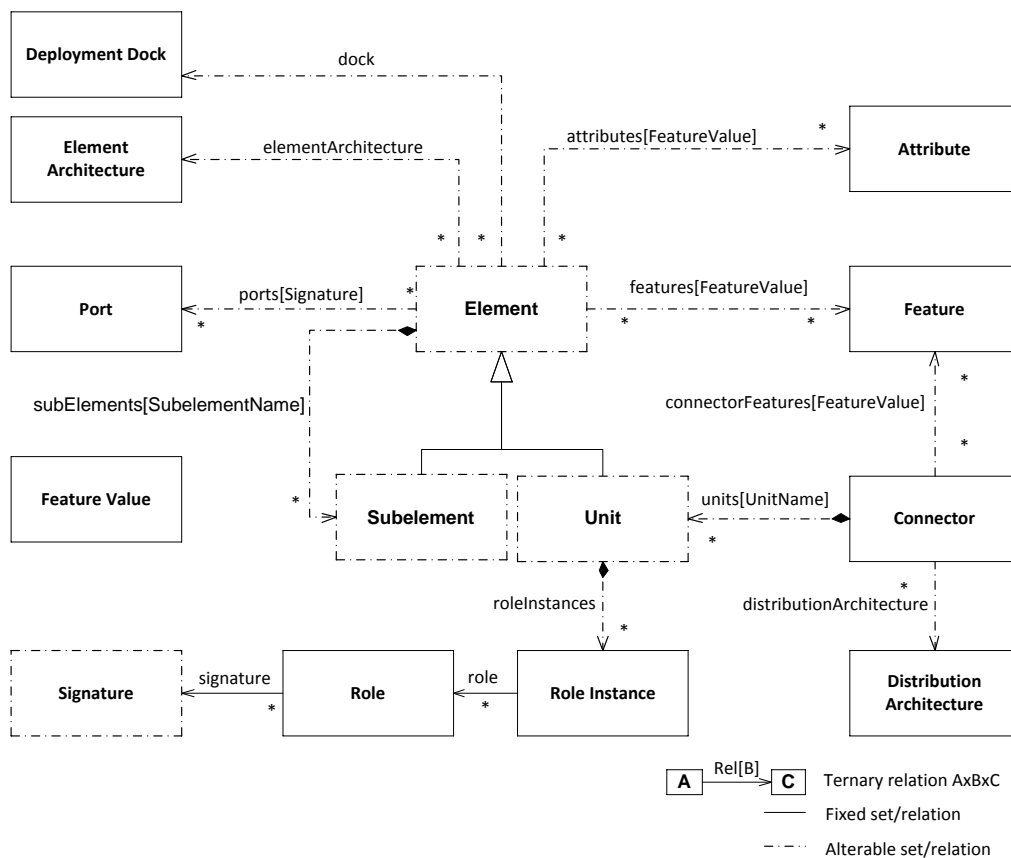 Deployment Dock
dock
Element
Architecture
elementArchitecture
attributes[FeatureValue]
*
Attribute
*
*
*
Port
ports[Signature]
*
*
Element
features[FeatureValue]
*
*
Feature
subElements[SubelementName]
connectorFeatures[FeatureValue]
*
*
Feature Value
*
Subelement
Unit
units[UnitName]
*
Connector
roleInstances
*
distributionArchitecture
*
Signature
signature
*
Role
role
*
Role Instance
Distribution
Architecture
A
Rel[B]
C
Ternary relation AxBxC
Fixed set/relation
Alterable set/relation